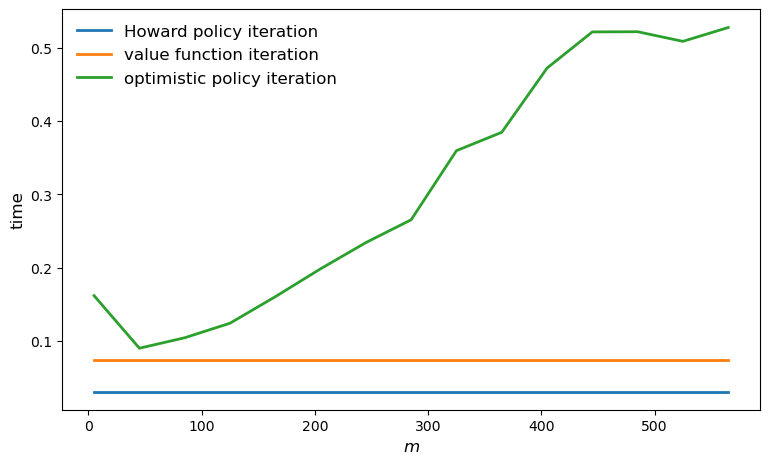 Howard policy iteration
value function iteration
optimistic policy iteration
0.5
0.4
0.3
0.2
0.1
time
0 100 200 300 400 500
m